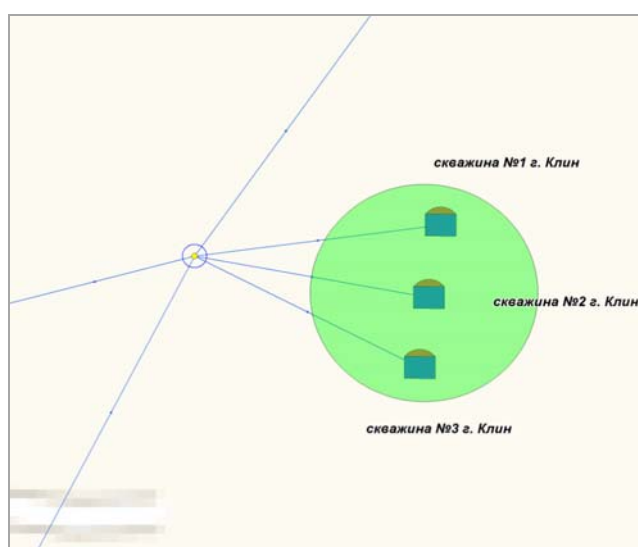 скважина №1 г. Клин
скважина №2 г. Клин
скважина №3 г. Клин